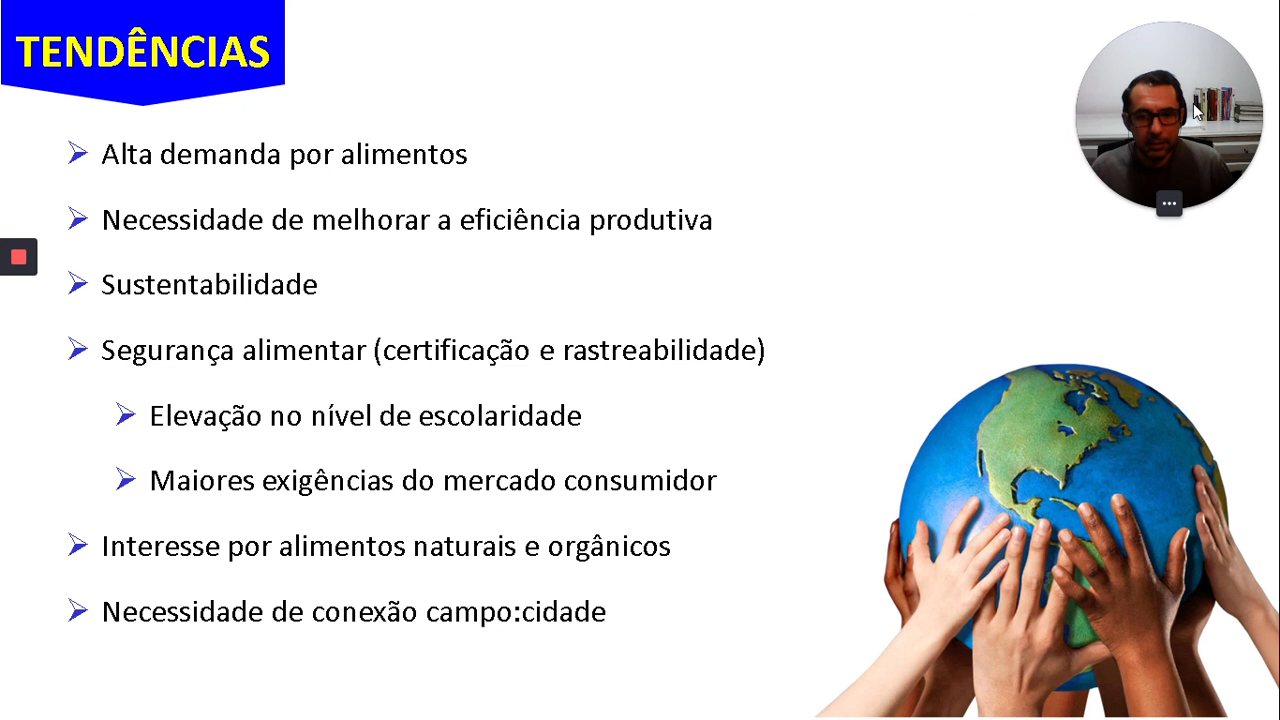 TENDÊNCIAS
Alta demanda por alimentos
Necessidade de melhorar a eficiência produtiva
Sustentabilidade
Segurança alimentar (certificação e rastreabilidade)
Elevação no nível de escolaridade
Maiores exigências do mercado consumidor
Interesse por alimentos naturais e orgânicos
Necessidade de conexão campo:cidade